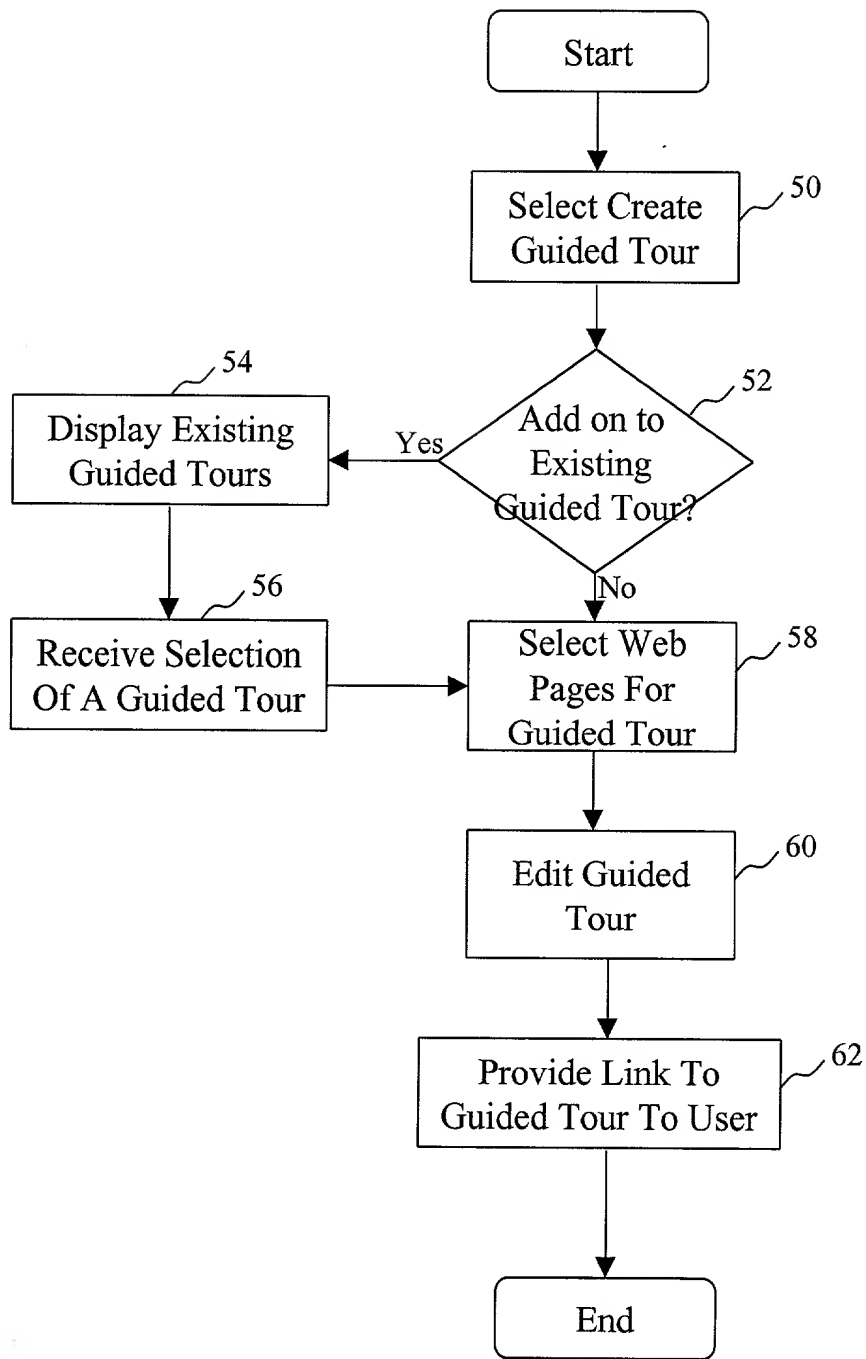 Start
50
Select Create
Guided Tour
52
Add on to
Existing
Guided Tour?
Yes
54
Display Existing
Guided Tours
56
Receive Selection
Of A Guided Tour
No
58
Select Web
Pages For
Guided Tour
60
Edit Guided
Tour
62
Provide Link To
Guided Tour To User
End